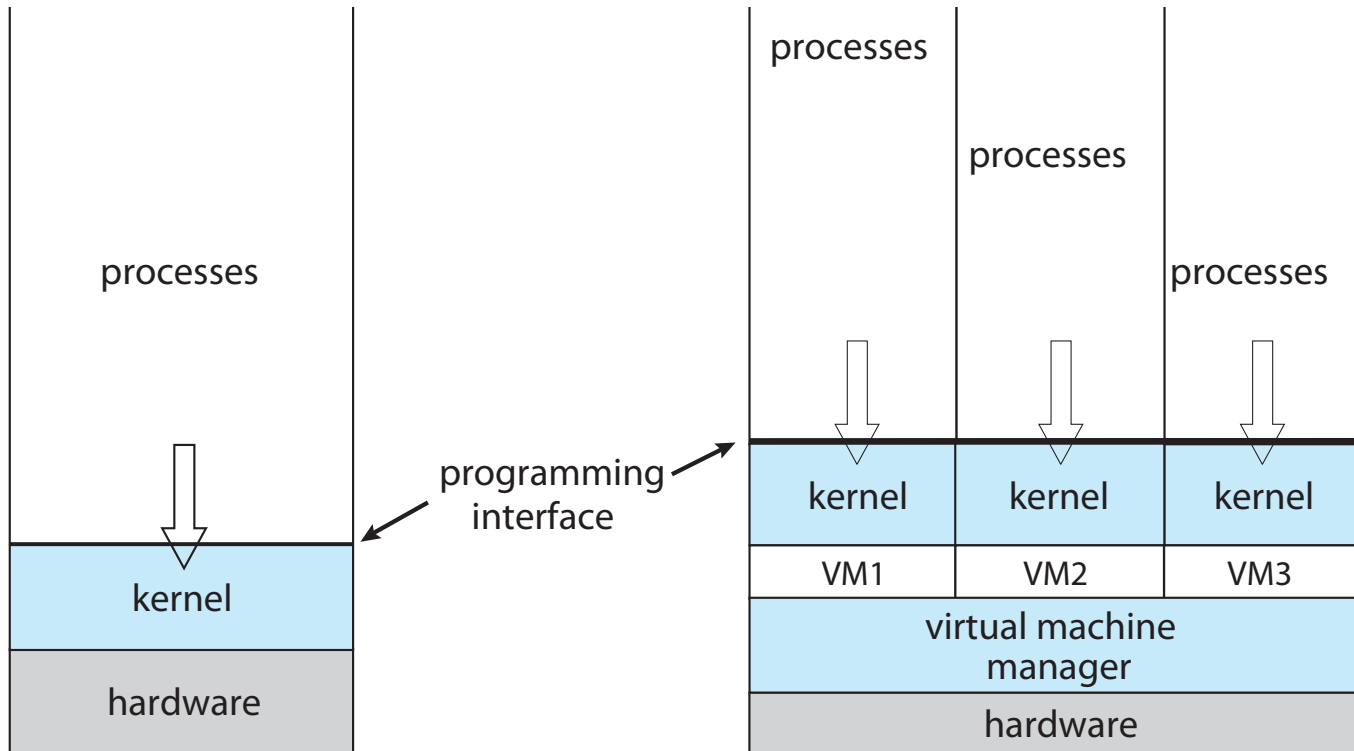 processes
kernel
hardware
programming
interface
processes
processes
processes
kernel
kernel
kernel
VM1
VM2
VM3
virtual machine
manager
hardware